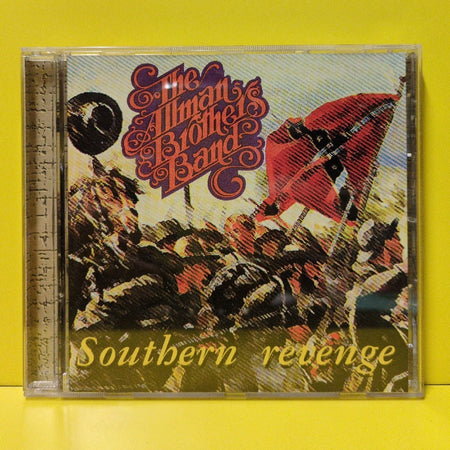 The
Allman
Brothers
Band
Southern revenge